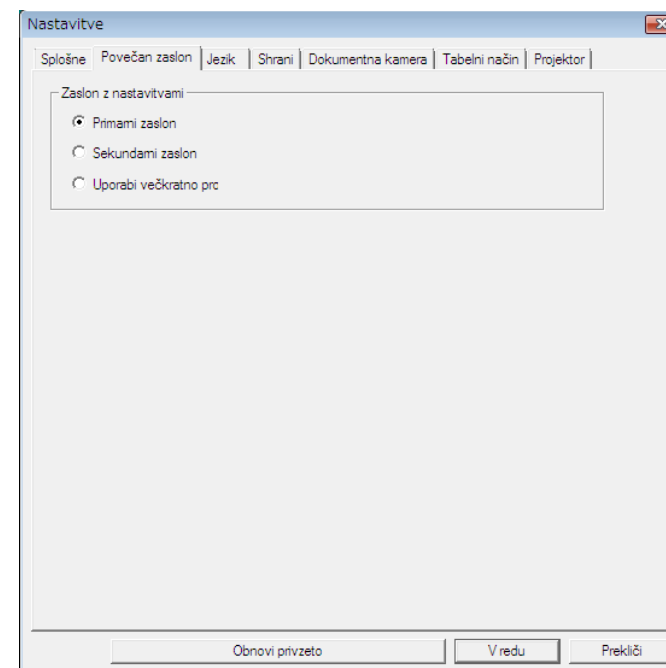 Nastavitve
Splošne Povečan zaslon Jezik Shrani Dokumentna kamera Tabelni način Projektor
Zaslon z nastavitvami
Primarni zaslon
Sekundarni zaslon
Uporabi večkratno prc
Obnovi privzeto V redu Prekliči